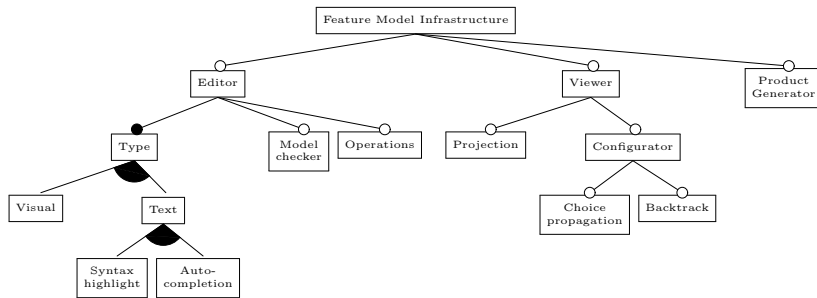 Feature Model Infrastructure
Editor
Viewer
Product
Generator
Type
Model
checker
Operations
Projection
Configurator
Visual
Text
Choice
propagation
Backtrack
Syntax
highlight
Auto-
completion